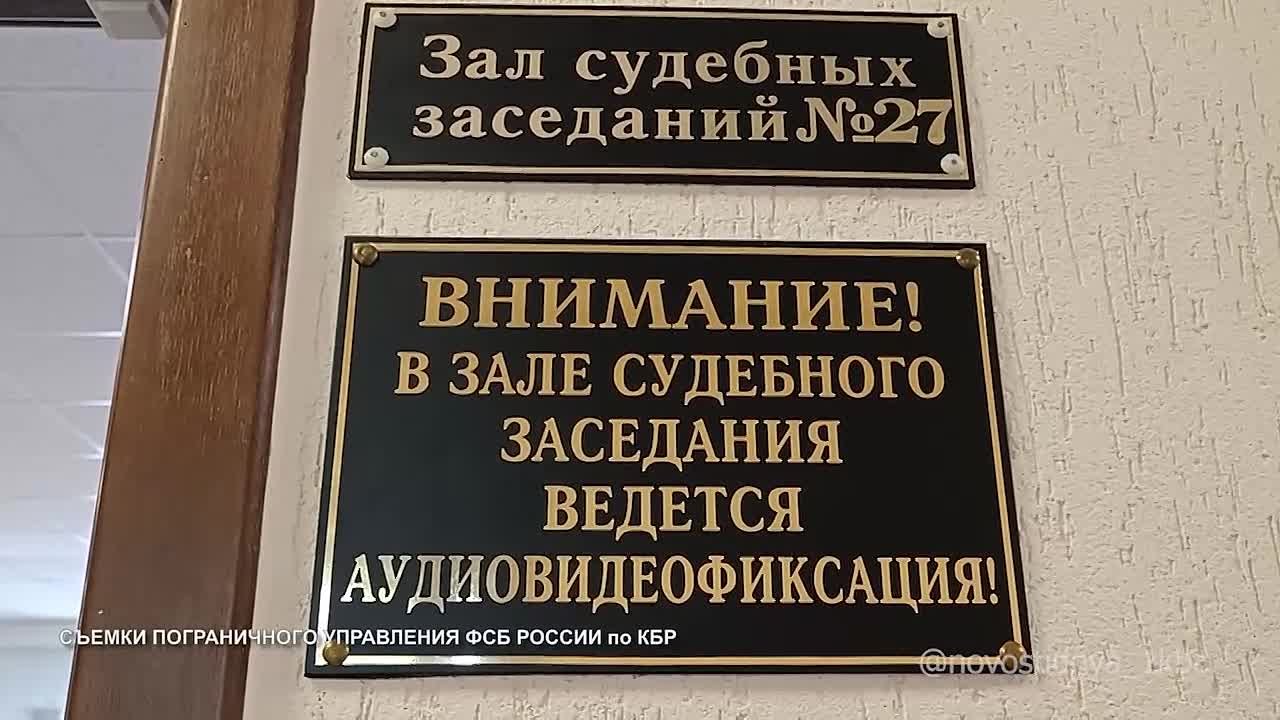 Зал судебных
заседаний №27
ВНИМАНИЕ!
В ЗАЛЕ СУДЕБНОГО
ЗАСЕДАНИЯ
ВЕДЕТСЯ
АУДИОВИДЕОФИКСАЦИЯ!
СЪЕМКИ ПОГРАНИЧНОГО УПРАВЛЕНИЯ ФСБ РОССИИ по КБР